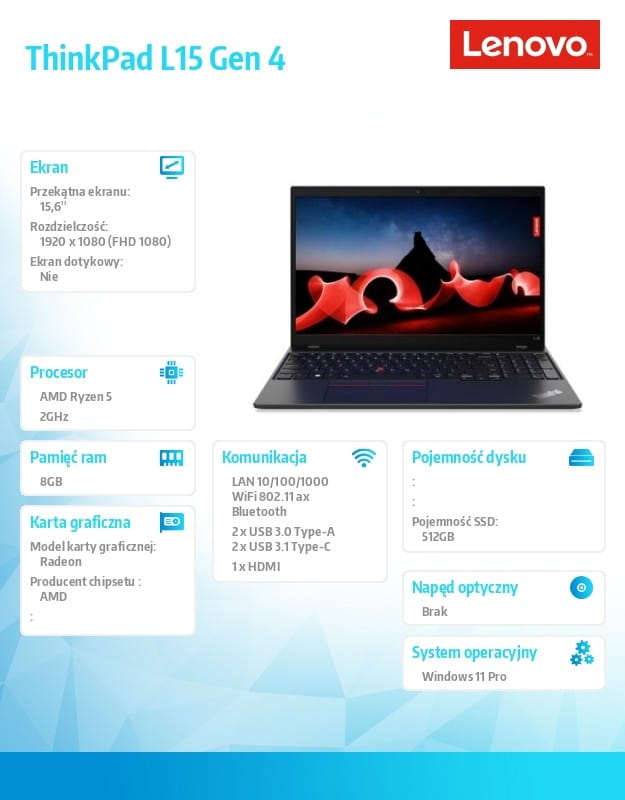 ThinkPad L15 Gen 4
Lenovo
Ekran
Przekątna ekranu:
15,6"
Rozdzielczość:
1920 x 1080 (FHD 1080)
Ekran dotykowy:
Nie
Lenovo
Procesor
AMD Ryzen 5
2GHz
ThinkPad
Pamięć ram
8GB
Karta graficzna
Model karty graficznej:
Radeon
Producent chipsetu :
AMD
:
Komunikacja
LAN 10/100/1000
WiFi 802.11 ax
Bluetooth
2 x USB 3.0 Type-A
2 x USB 3.1 Type-C
1 x HDMI
Pojemność dysku
:
:
Pojemność SSD:
512GB
Napęd optyczny
Brak
System operacyjny
Windows 11 Pro